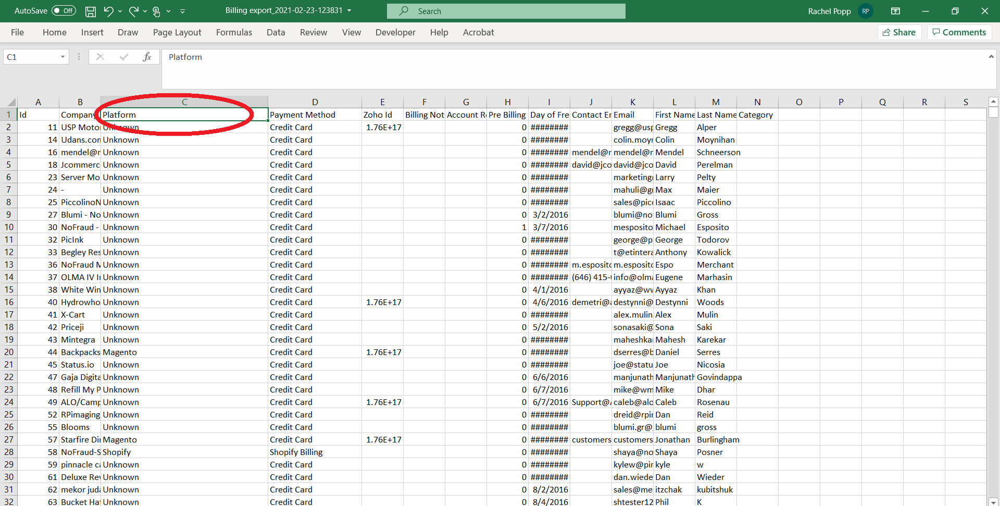 AutoSave Off Billing export_2021-02-23-123831 Search Rachel Popp RP
File Home Insert Draw Page Layout Formulas Data Review View Developer Help Acrobat Share Comments
C1 fx Platform
A B C D E F G H I J K L M N O P Q R S
1 Id Company Platform Payment Method Zoho Id Billing Not Account Re Pre Billing Day of Fre Contact Em Email First Name Last Name Category
2 11 USP Motor Unknown Credit Card 1.76E+17 0 ######## gregg@usp Gregg Alper
3 14 Udans.con Unknown Credit Card 0 ######## colin.moyn Colin Moynihan
4 16 mendel@n Unknown Credit Card 0 ######## mendel@n mendel@n Mendel Schneerson
5 18 Jcommerc Unknown Credit Card 0 ######## david@jco david@jco David Perelman
6 23 Server Mo Unknown Credit Card 0 ######## marketing@ Larry Pelty
7 24 - Unknown Credit Card 0 ######## mahuli@gr Max Maier
8 25 PiccolinoN Unknown Credit Card 0 ######## sales@picc Isaac Piccolino
9 27 Blumi - No Unknown Credit Card 0 3/2/2016 blumi@no Blumi Gross
10 30 NoFraud - Unknown Credit Card 1 3/7/2016 mesposito Michael Esposito
11 32 PicInk Unknown Credit Card 0 ######## george@p George Todorov
12 33 Begley Res Unknown Credit Card 0 ######## t@etintera Anthony Kowalick
13 36 NoFraud M Unknown Credit Card 0 ######## m.esposito m.esposito Espo Merchant
14 37 OLMA IV In Unknown Credit Card 0 ######## (646) 415- info@olma Eugene Marhasin
15 38 White Win Unknown Credit Card 0 4/1/2016 ayyaz@wv Ayyaz Khan
16 40 Hydrowho Unknown Credit Card 1.76E+17 0 4/6/2016 demetri@a destynni@ Destynni Woods
17 41 X-Cart Unknown Credit Card 0 ######## alex.mulin Alex Mulin
18 42 Priceji Unknown Credit Card 0 5/2/2016 sonasaki@ Sona Saki
19 43 Mintegra Unknown Credit Card 0 ######## maheshka Mahesh Karekar
20 44 Backpacks Magento Credit Card 1.76E+17 0 ######## dserres@b Daniel Serres
21 45 Status.io Unknown Credit Card 0 ######## joe@statu Joe Nicosia
22 47 Gaja Digita Unknown Credit Card 0 6/6/2016 manjunath Manjunath Govindappa
23 48 Refill My P Unknown Credit Card 0 6/7/2016 mike@wm Mike Dhar
24 49 ALO/Camp Unknown Credit Card 1.76E+17 0 6/7/2016 Support@A caleb@alo Caleb Rosenau
25 52 RPimaging Unknown Credit Card 0 ######## dreid@rpin Dan Reid
26 55 Blooms Unknown Credit Card 0 ######## blumi.gr@ blumi gross
27 57 Starfire Dir Magento Credit Card 1.76E+17 0 ######## customers customers Jonathan Burlingham
28 58 NoFraud-S Shopify Shopify Billing 0 ######## shaya@no Shaya Posner
29 59 pinnacle ca Unknown Credit Card 0 ######## kylew@pin kyle w
30 61 Deluxe Rev Unknown Credit Card 0 ######## dan.wiede Dan Wieder
31 62 mekor juda Unknown Credit Card 0 8/2/2016 sales@me itzchak kubitshuk
32 63 Bucket Hat Unknown Credit Card 0 8/4/2016 shtester12 Phil K